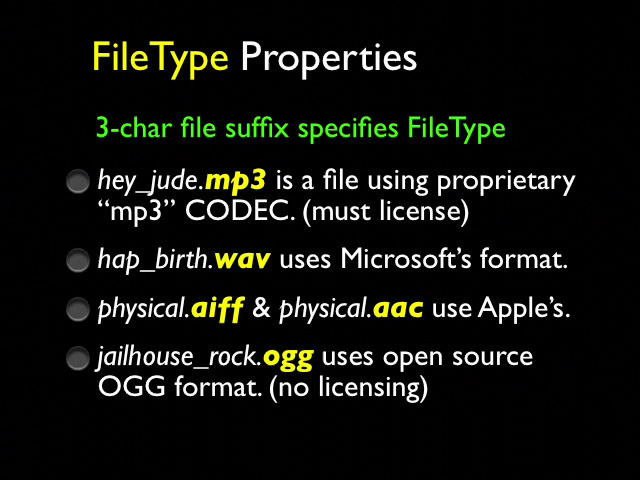 FileType Properties
3-char file suffix specifies FileType
hey_jude.mp3 is a file using proprietary
“mp3” CODEC. (must license)
hap_birth.wav uses Microsoft’s format.
physical.aiff & physical.aac use Apple’s.
jailhouse_rock.ogg uses open source
OGG format. (no licensing)